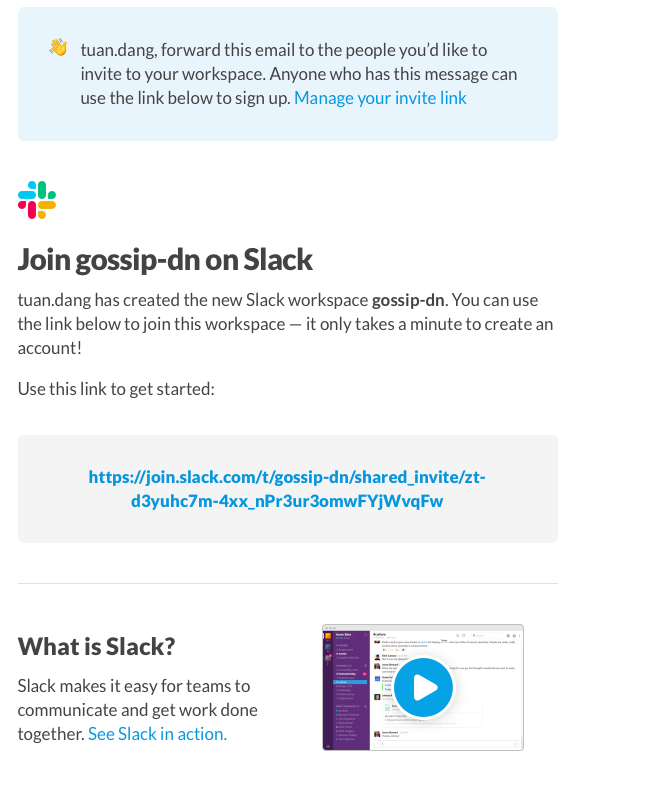 tuan.dang, forward this email to the people you’d like to
invite to your workspace. Anyone who has this message can
use the link below to sign up. Manage your invite link
Join gossip-dn on Slack
tuan.dang has created the new Slack workspace gossip-dn. You can use
the link below to join this workspace — it only takes a minute to create an
account!
Use this link to get started:
https://join.slack.com/t/gossip-dn/shared_invite/zt-
d3yuhc7m-4xx_nPr3ur3omwFYjWvqFw
What is Slack?
Slack makes it easy for teams to
communicate and get work done
together. See Slack in action.